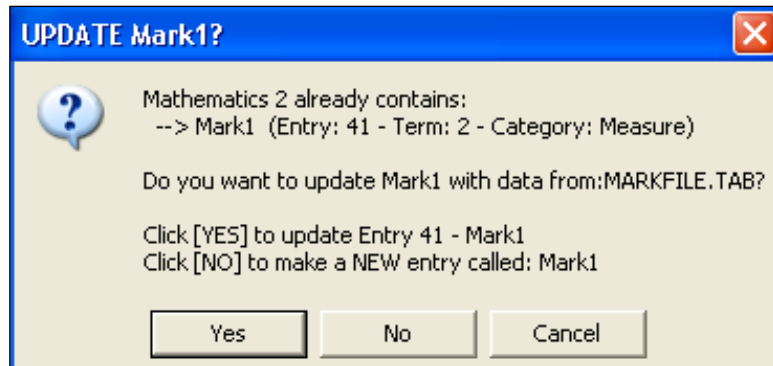 UPDATE Mark1?
Mathematics 2 already contains:
--> Mark1 (Entry: 41 - Term: 2 - Category: Measure)
Do you want to update Mark1 with data from:MARKFILE.TAB?
Click [YES] to update Entry 41 - Mark1
Click [NO] to make a NEW entry called: Mark1
Yes No Cancel